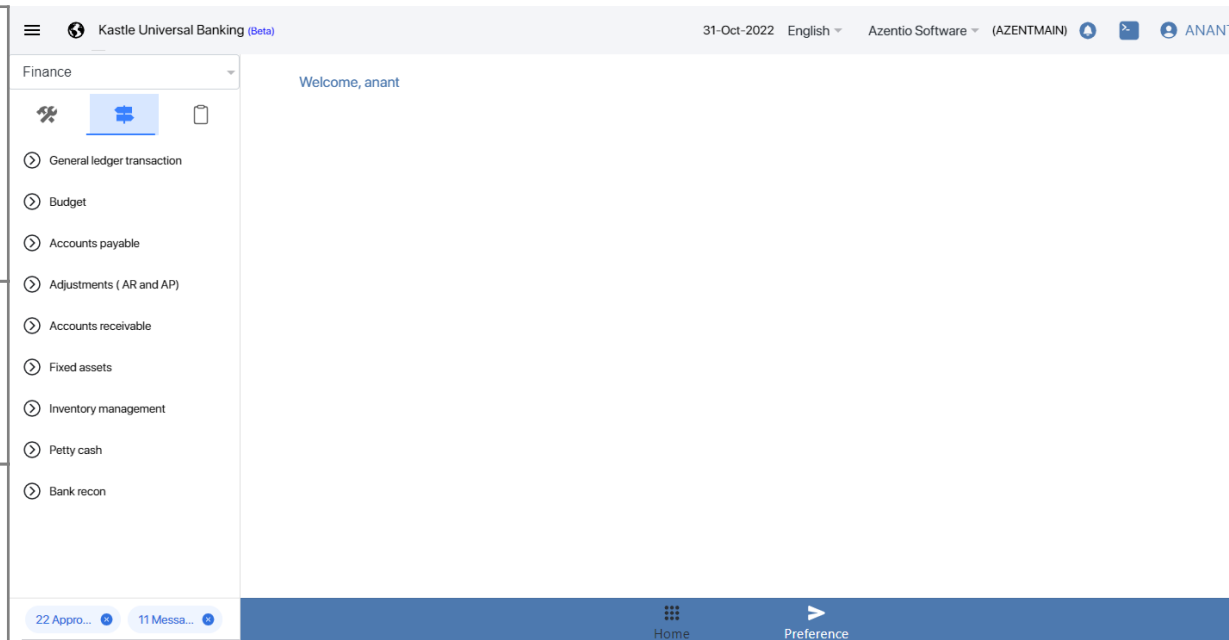 Kastle Universal Banking (Beta)
31-Oct-2022 English Azentio Software (AZENTMAIN) ANANT
Finance
Welcome, anant
General ledger transaction
Budget
Accounts payable
Adjustments ( AR and AP)
Accounts receivable
Fixed assets
Inventory management
Petty cash
Bank recon
22 Appro... 11 Messa...
Home Preference